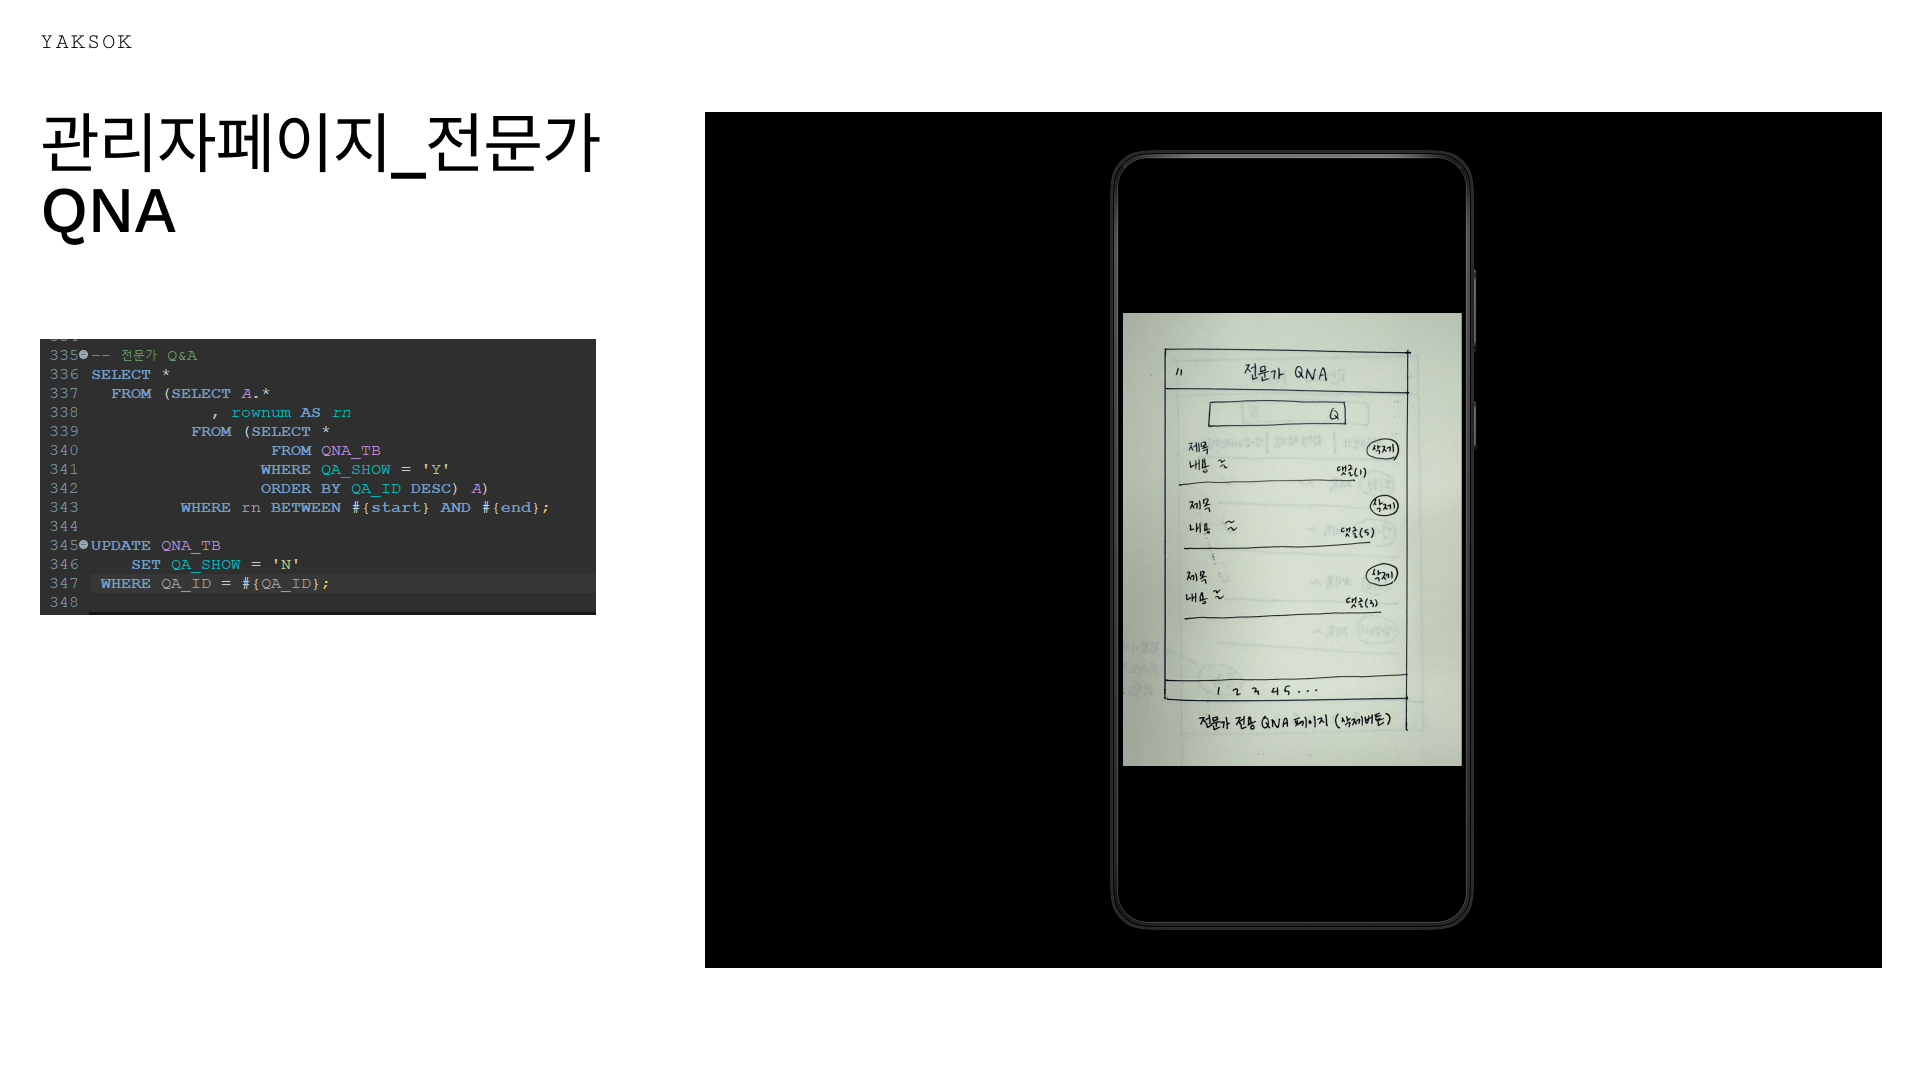 YAKSOK
관리자페이지_전문가
QNA
335 -- 전문가 Q&A
336 SELECT *
337   FROM (SELECT A.*
338             , rownum AS rn
339           FROM (SELECT *
340                   FROM QNA_TB
341                  WHERE QA_SHOW = 'Y'
342                  ORDER BY QA_ID DESC) A)
343          WHERE rn BETWEEN #{start} AND #{end};
344
345 UPDATE QNA_TB
346     SET QA_SHOW = 'N'
347  WHERE QA_ID = #{QA_ID};
348
전문가 QNA
제목 삭제
내용 ~
댓글(1)
제목 삭제
내용 ~
댓글(5)
제목 삭제
내용 ~
댓글(3)
1 2 3 4 5 ...
전문가 전용 QNA 페이지 (삭제버튼)